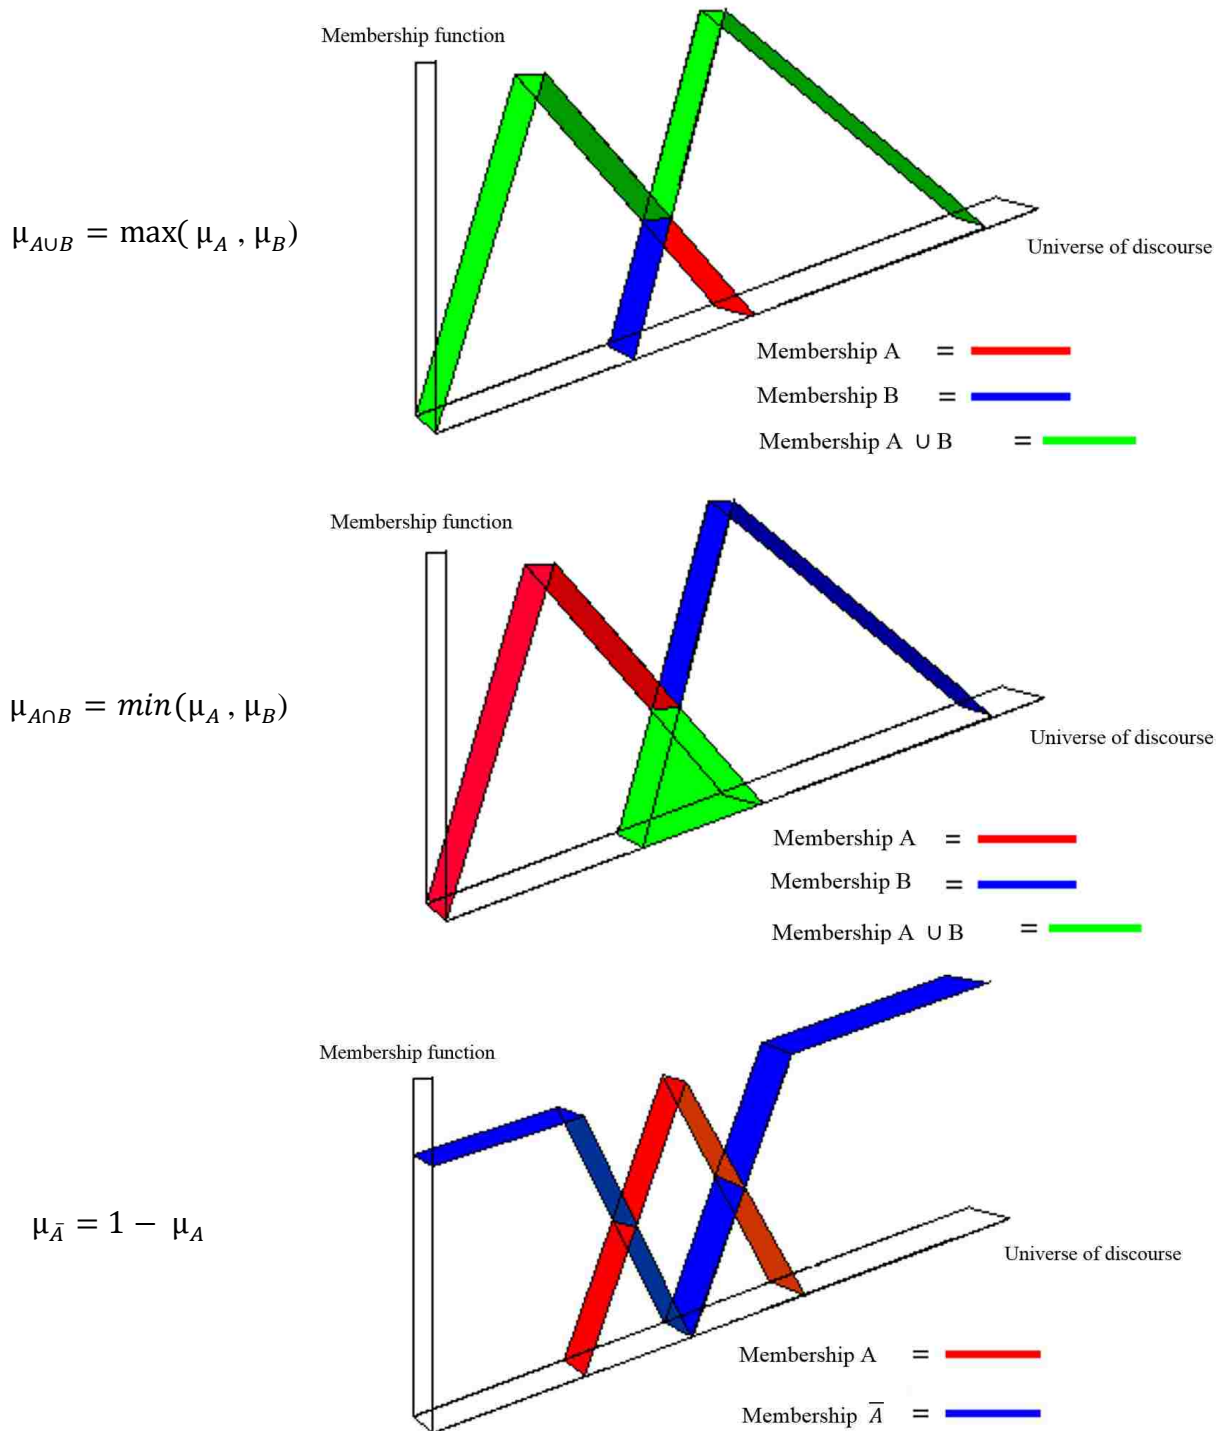 Membership function
μ_{A∪B} = max( μ_A , μ_B)
Universe of discourse
Membership A =
Membership B =
Membership A ∪ B =
Membership function
μ_{A∩B} = min(μ_A , μ_B)
Universe of discourse
Membership A =
Membership B =
Membership A ∪ B =
Membership function
μ_{Ā} = 1 − μ_A
Universe of discourse
Membership A =
Membership Ā =